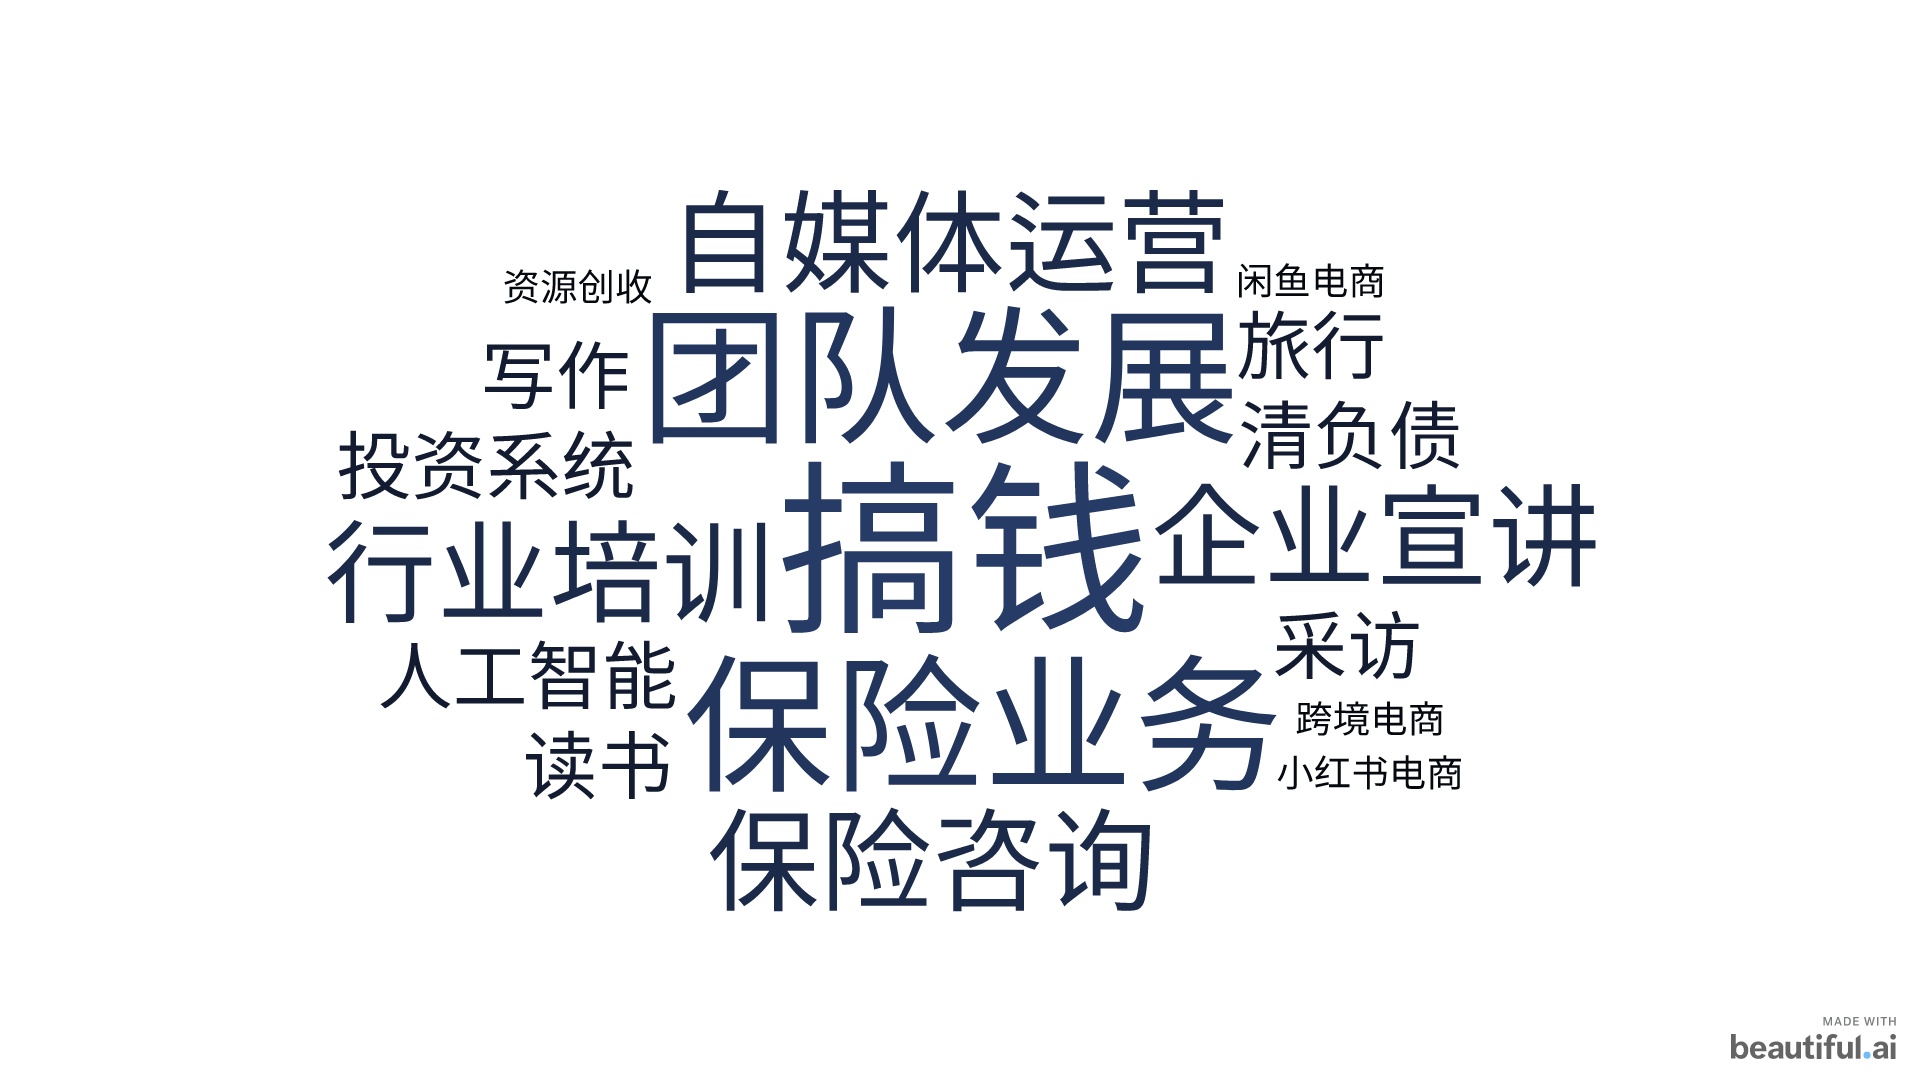 自媒体运营
资源创收
闲鱼电商
团队发展
旅行
写作
清负债
投资系统
搞钱
企业宣讲
行业培训
采访
人工智能
保险业务
跨境电商
读书
小红书电商
保险咨询
MADE WITH
beautiful.ai